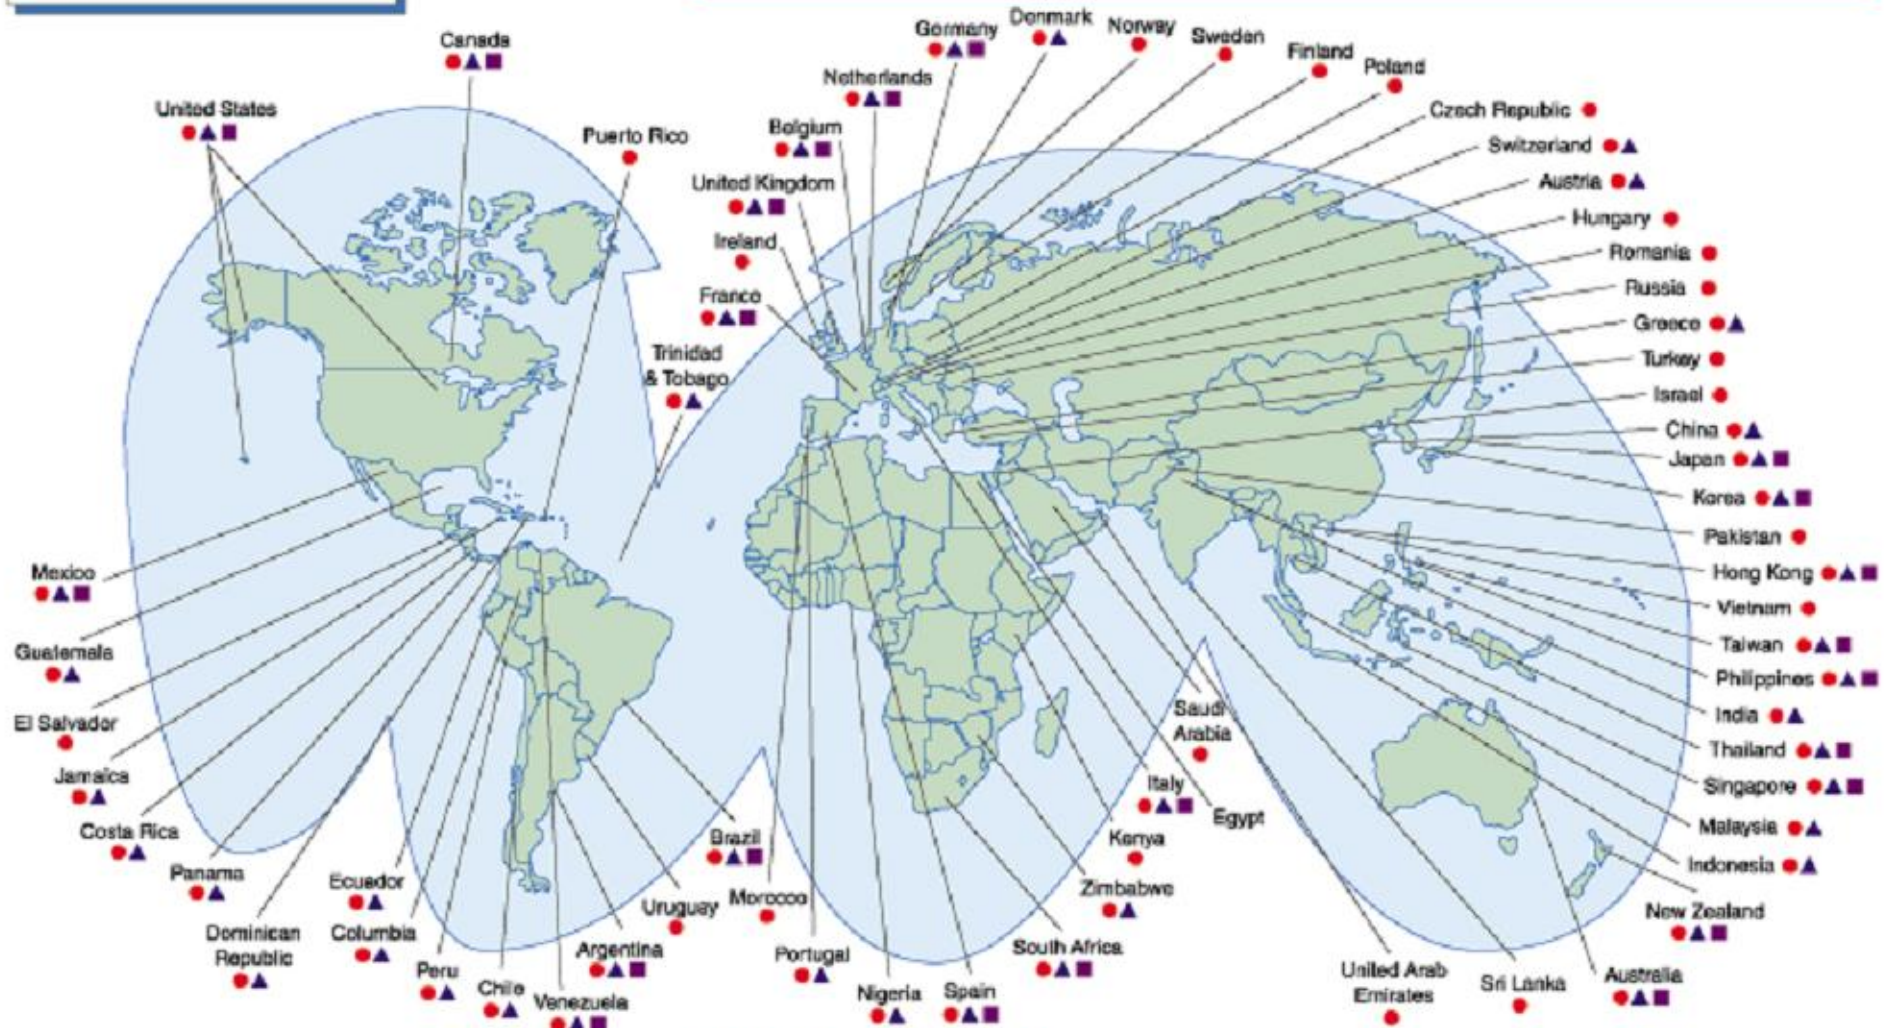 Canada
United States
Puerto Rico
Germany
Denmark
Norway
Sweden
Finland
Poland
Netherlands
Belgium
United Kingdom
Ireland
France
Trinidad
& Tobago
Czech Republic
Switzerland
Austria
Hungary
Romania
Russia
Greece
Turkey
Israel
China
Japan
Korea
Pakistan
Hong Kong
Vietnam
Taiwan
Philippines
India
Thailand
Singapore
Malaysia
Indonesia
New Zealand
Australia
Sri Lanka
United Arab
Emirates
Saudi
Arabia
Italy
Egypt
Kenya
Zimbabwe
South Africa
Spain
Nigeria
Portugal
Morocco
Brazil
Uruguay
Argentina
Venezuela
Chile
Peru
Columbia
Ecuador
Dominican
Republic
Panama
Costa Rica
Jamaica
El Salvador
Guatemala
Mexico